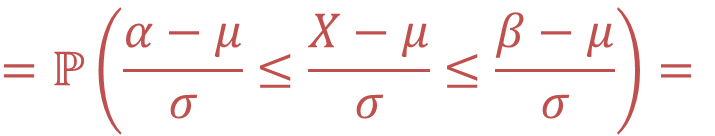 = ℙ((α − μ)/σ ≤ (X − μ)/σ ≤ (β − μ)/σ) =